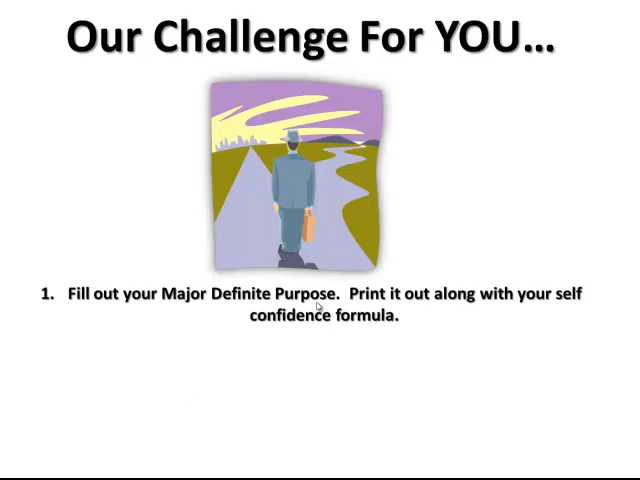 Our Challenge For YOU...
1. Fill out your Major Definite Purpose. Print it out along with your self
confidence formula.